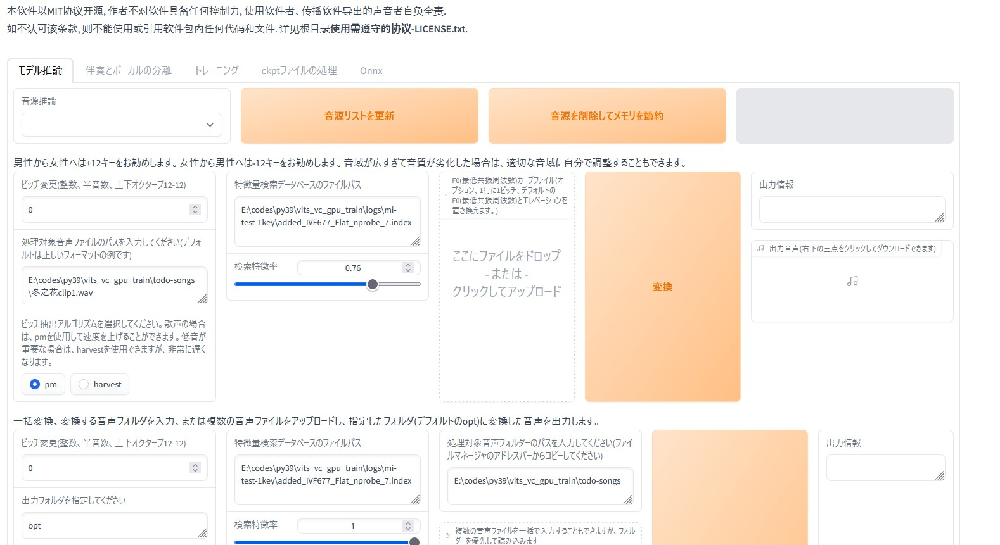 本软件以MIT协议开源, 作者不对软件具备任何控制力, 使用软件者、传播软件导出的声音者自负全责.
如不认可该条款, 则不能使用或引用软件包内任何代码和文件. 详见根目录使用需遵守的协议-LICENSE.txt.
モデル推論
伴奏とボーカルの分離
トレーニング
ckptファイルの処理
Onnx
音源推論
音源リストを更新
音源を削除してメモリを節約
男性から女性へは+12キーをお勧めします。女性から男性へは-12キーをお勧めします。音域が広すぎて音質が劣化した場合は、適切な音域に自分で調整することもできます。
ピッチ変更(整数、半音数、上下オクターブ12-12)
0
処理対象音声ファイルのパスを入力してください(デフォ
ルトは正しいフォーマットの例です)
E:\codes\py39\vits_vc_gpu_train\todo-songs
\冬之花clip1.wav
ピッチ抽出アルゴリズムを選択してください。歌声の場合
は、pmを使用して速度を上げることができます。低音が
重要な場合は、harvestを使用できますが、非常に遅く
なります。
pm
harvest
特徴量検索データベースのファイルパス
E:\codes\py39\vits_vc_gpu_train\logs\mi-
test-1key\added_IVF677_Flat_nprobe_7.index
検索特徴率
0.76
F0(最低共振周波数)カーブファイル(オ
プション、1行に1ピッチ、デフォルトの
F0(最低共振周波数)とエレベーションを
置き換えます。)
ここにファイルをドロップ
- または -
クリックしてアップロード
変換
出力情報
出力音声(右下の三点をクリックしてダウンロードできます)
一括変換、変換する音声フォルダを入力、または複数の音声ファイルをアップロードし、指定したフォルダ(デフォルトのopt)に変換した音声を出力します。
ピッチ変更(整数、半音数、上下オクターブ12-12)
0
出力フォルダを指定してください
opt
特徴量検索データベースのファイルパス
E:\codes\py39\vits_vc_gpu_train\logs\mi-
test-1key\added_IVF677_Flat_nprobe_7.index
検索特徴率
1
処理対象音声フォルダーのパスを入力してください(ファイ
ルマネージャのアドレスバーからコピーしてください)
E:\codes\py39\vits_vc_gpu_train\todo-songs
複数の音声ファイルを一括で入力することもできますが、フォル
ダーを優先して読み込みます
出力情報